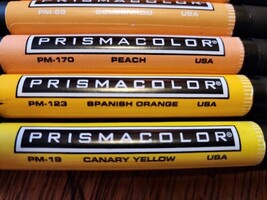 PRISMACOLOR®
PM-170 PEACH USA
PRISMACOLOR®
PM-123 SPANISH ORANGE USA
PRISMACOLOR®
PM-19 CANARY YELLOW USA